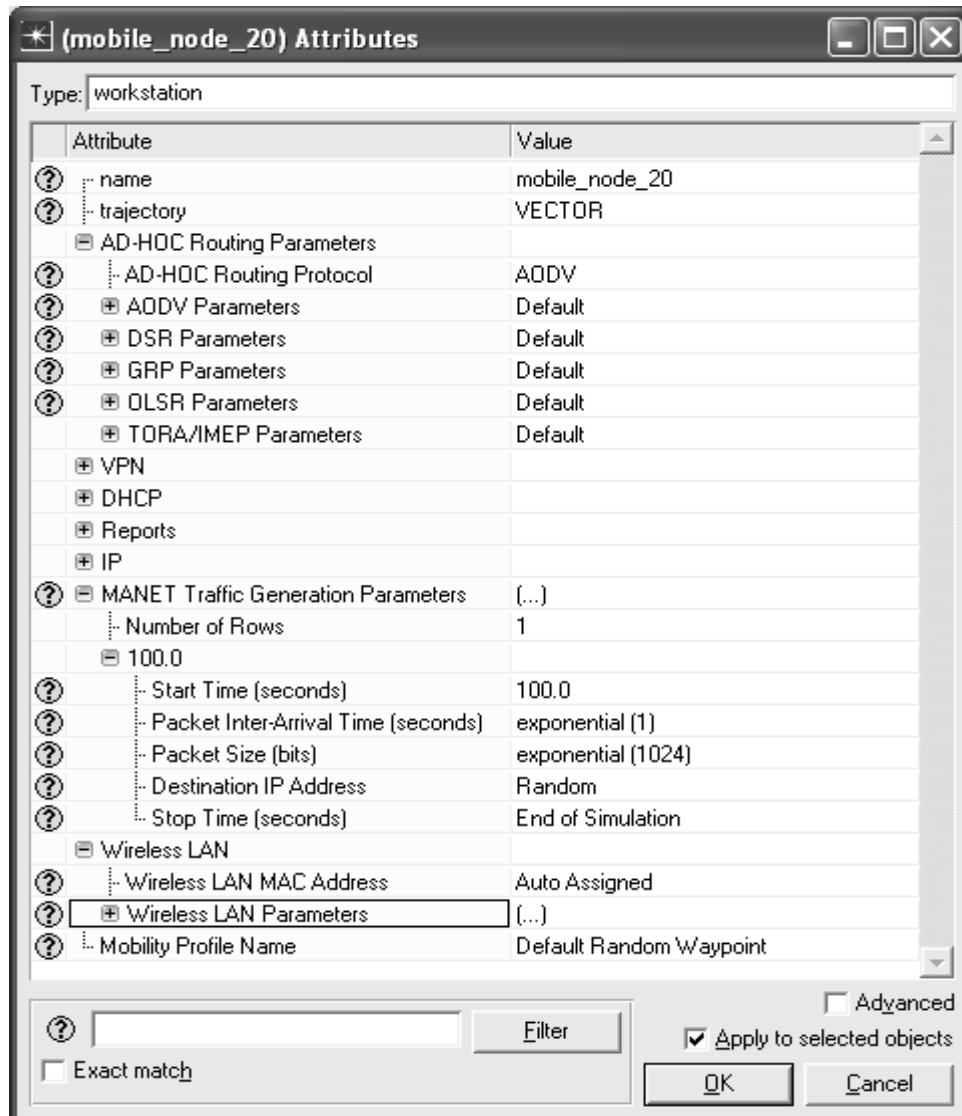 (mobile_node_20) Attributes
Type: workstation
Attribute Value
name mobile_node_20
trajectory VECTOR
AD-HOC Routing Parameters
AD-HOC Routing Protocol AODV
AODV Parameters Default
DSR Parameters Default
GRP Parameters Default
OLSR Parameters Default
TORA/IMEP Parameters Default
VPN
DHCP
Reports
IP
MANET Traffic Generation Parameters (...)
Number of Rows 1
100.0
Start Time (seconds) 100.0
Packet Inter-Arrival Time (seconds) exponential (1)
Packet Size (bits) exponential (1024)
Destination IP Address Random
Stop Time (seconds) End of Simulation
Wireless LAN
Wireless LAN MAC Address Auto Assigned
Wireless LAN Parameters (...)
Mobility Profile Name Default Random Waypoint
Advanced
Filter
Apply to selected objects
Exact match
OK Cancel